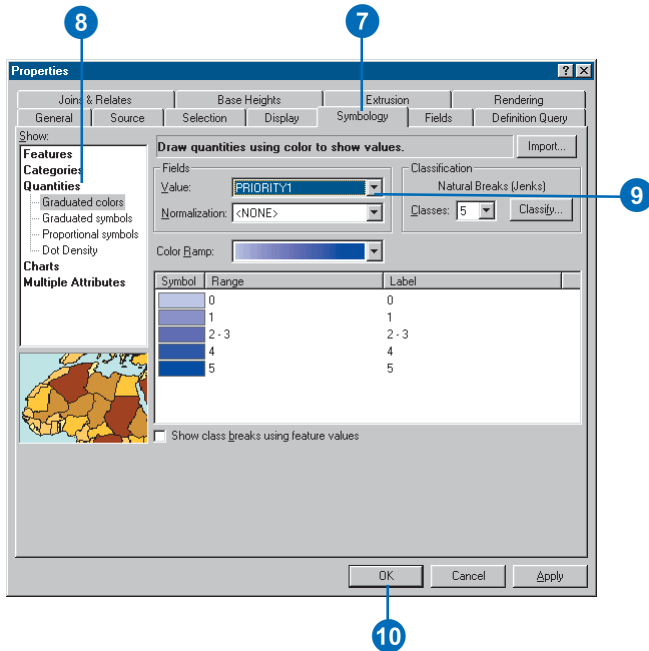 8 7
Properties
Joins & Relates Base Heights Extrusion Rendering
General Source Selection Display Symbology Fields Definition Query
Show:
Features
Categories
Quantities
Graduated colors
Graduated symbols
Proportional symbols
Dot Density
Charts
Multiple Attributes
Draw quantities using color to show values. Import...
Fields
Value: PRIORITY1
Normalization: <NONE>
Classification
Natural Breaks (Jenks)
Classes: 5 Classify...
9
Color Ramp:
Symbol Range Label
0 0
1 1
2 - 3 2 - 3
4 4
5 5
Show class breaks using feature values
OK Cancel Apply
10